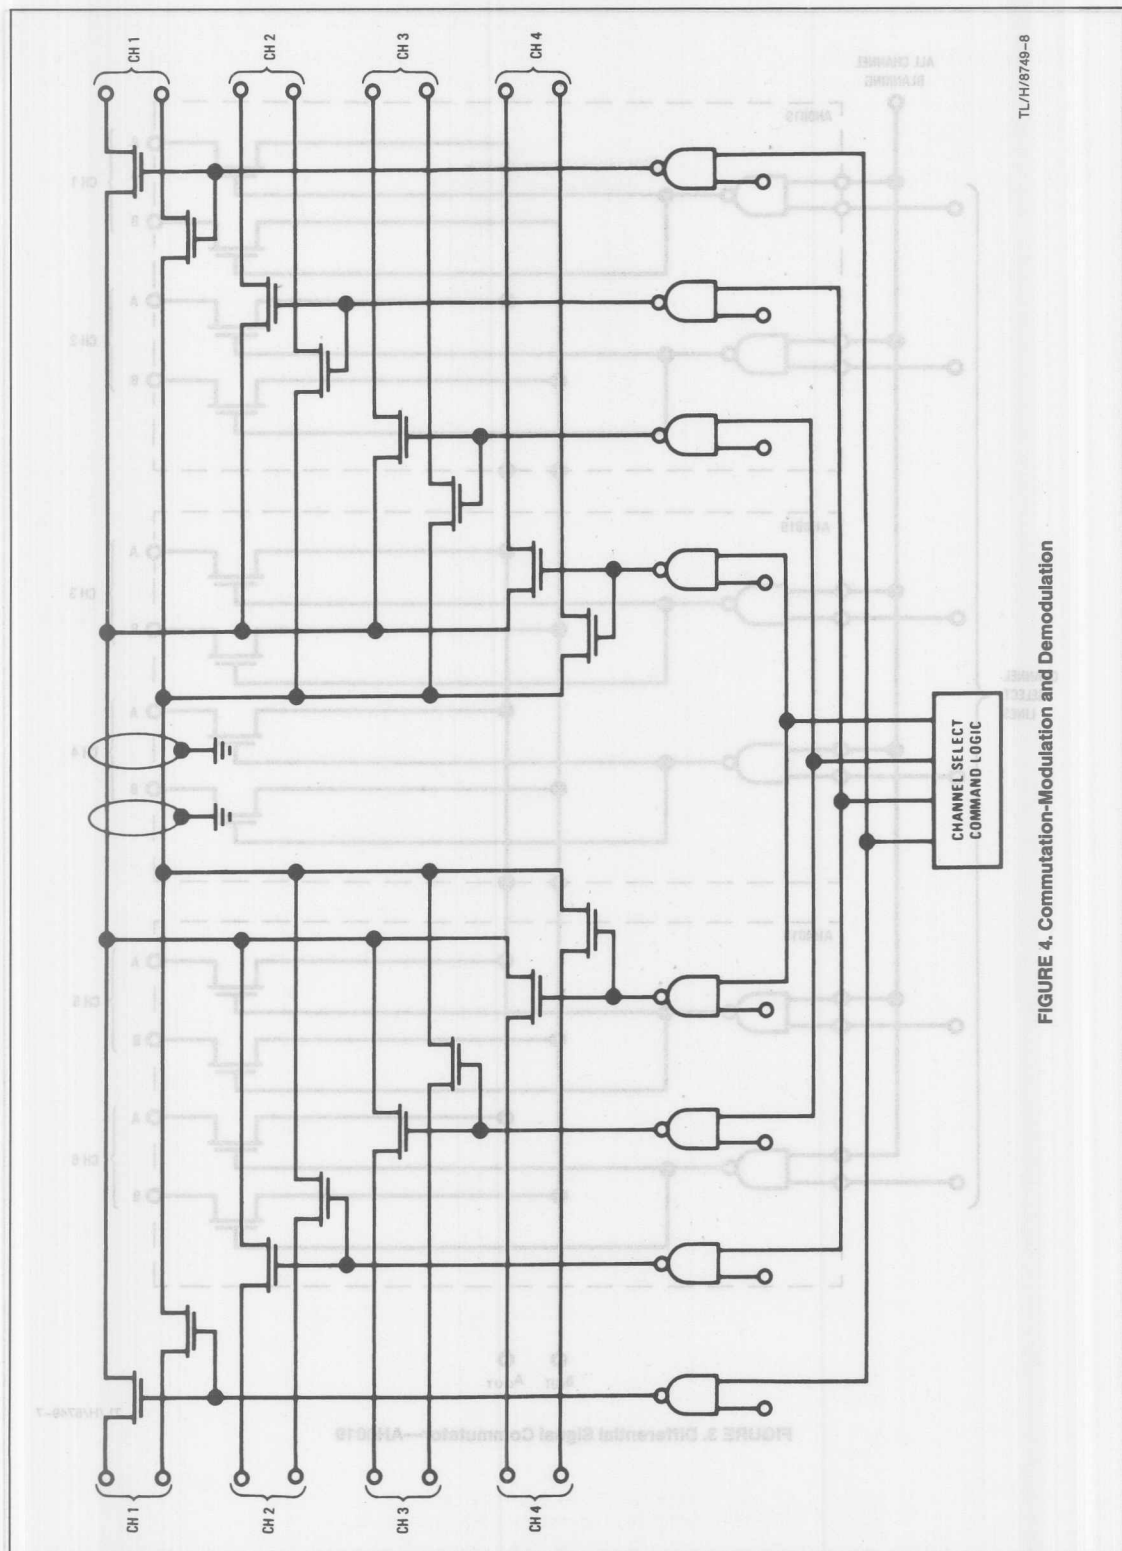 CH 1
CH 2
CH 3
CH 4
CH 1
CH 2
CH 3
CH 4
CHANNEL SELECT
COMMAND LOGIC
TL/H/8749–8
FIGURE 4. Commutation-Modulation and Demodulation